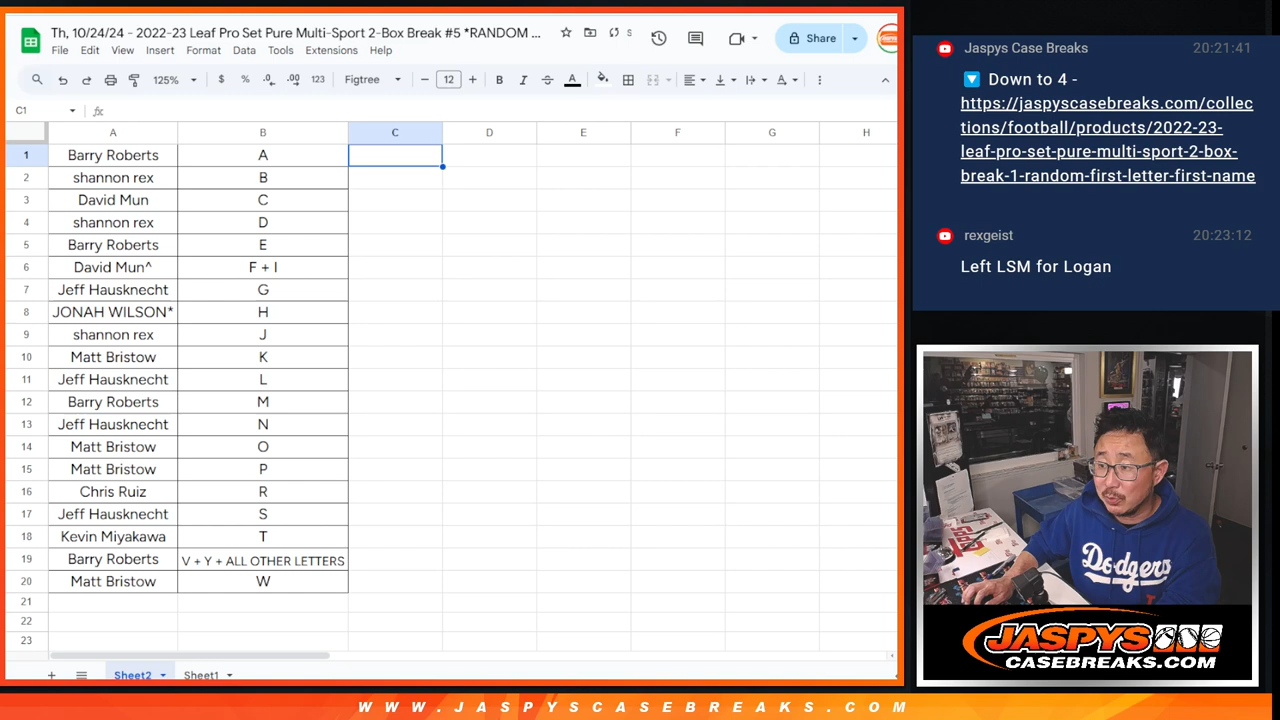 Th, 10/24/24 - 2022-23 Leaf Pro Set Pure Multi-Sport 2-Box Break #5 *RANDOM ...
File Edit View Insert Format Data Tools Extensions Help
Share
125% $ % .0 .00 123 Figtree 12 B I A
C1 fx
A B C D E F G H
1 Barry Roberts A
2 shannon rex B
3 David Mun C
4 shannon rex D
5 Barry Roberts E
6 David Mun^ F + I
7 Jeff Hausknecht G
8 JONAH WILSON* H
9 shannon rex J
10 Matt Bristow K
11 Jeff Hausknecht L
12 Barry Roberts M
13 Jeff Hausknecht N
14 Matt Bristow O
15 Matt Bristow P
16 Chris Ruiz R
17 Jeff Hausknecht S
18 Kevin Miyakawa T
19 Barry Roberts V + Y + ALL OTHER LETTERS
20 Matt Bristow W
21
22
23
Sheet2 Sheet1
Jaspys Case Breaks 20:21:41
Down to 4 -
https://jaspyscasebreaks.com/collec
tions/football/products/2022-23-
leaf-pro-set-pure-multi-sport-2-box-
break-1-random-first-letter-first-name
rexgeist 20:23:12
Left LSM for Logan
Dodgers
JASPYS
CASEBREAKS.COM
WWW.JASPYSCASEBREAKS.COM